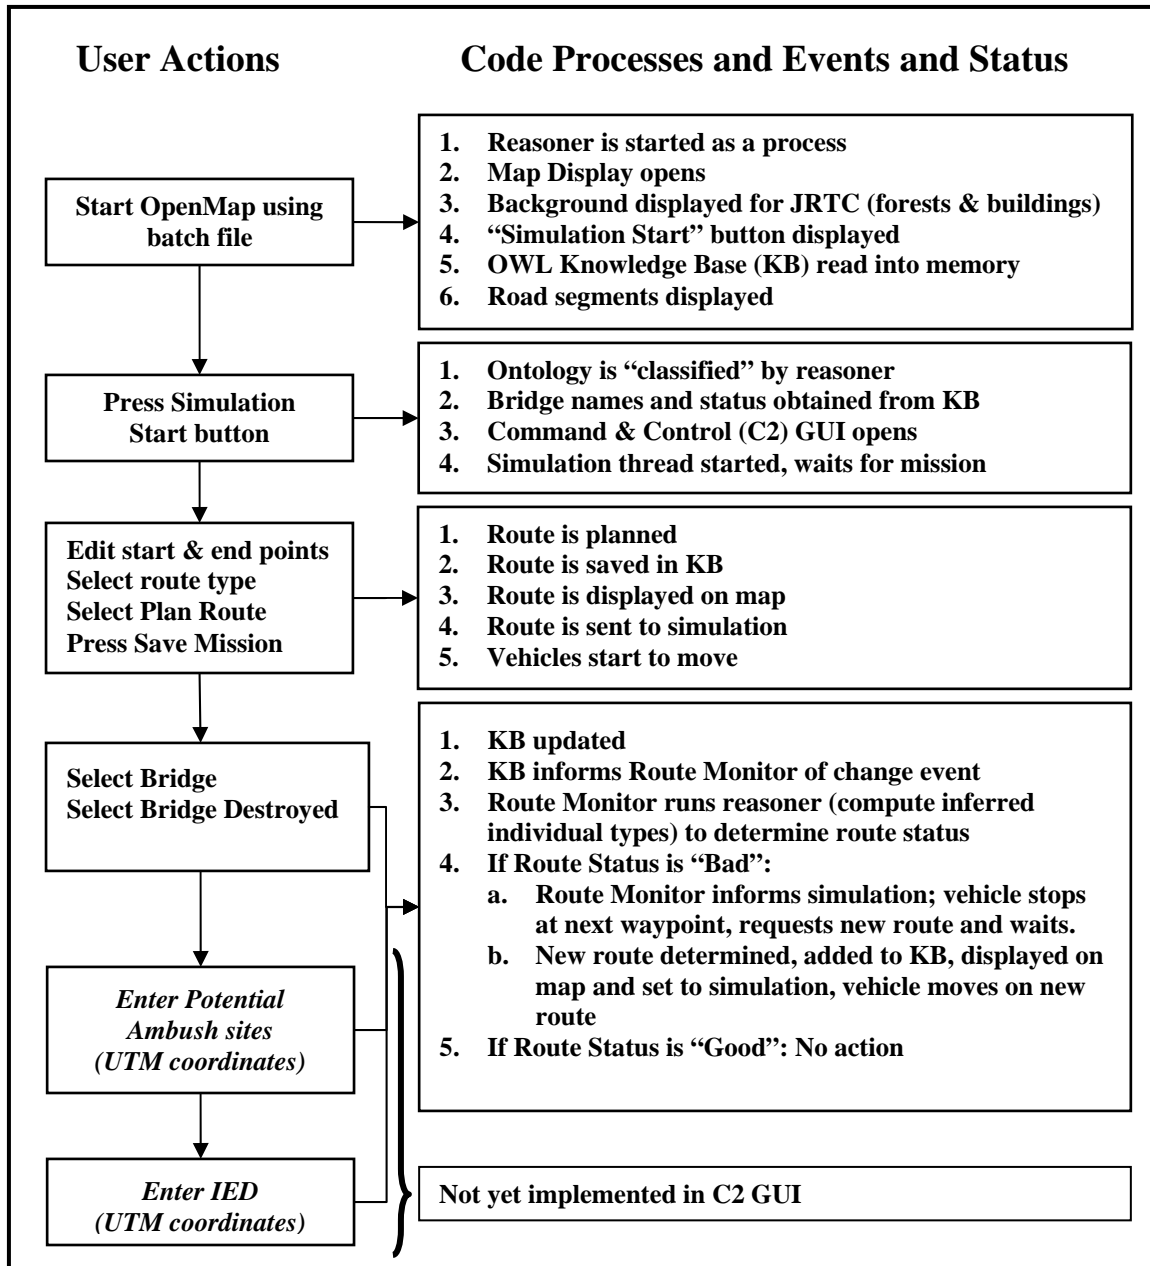 User Actions
Code Processes and Events and Status
Start OpenMap using
batch file
1. Reasoner is started as a process
2. Map Display opens
3. Background displayed for JRTC (forests & buildings)
4. “Simulation Start” button displayed
5. OWL Knowledge Base (KB) read into memory
6. Road segments displayed
Press Simulation
Start button
1. Ontology is “classified” by reasoner
2. Bridge names and status obtained from KB
3. Command & Control (C2) GUI opens
4. Simulation thread started, waits for mission
Edit start & end points
Select route type
Select Plan Route
Press Save Mission
1. Route is planned
2. Route is saved in KB
3. Route is displayed on map
4. Route is sent to simulation
5. Vehicles start to move
Select Bridge
Select Bridge Destroyed
1. KB updated
2. KB informs Route Monitor of change event
3. Route Monitor runs reasoner (compute inferred
individual types) to determine route status
4. If Route Status is “Bad”:
a. Route Monitor informs simulation; vehicle stops
at next waypoint, requests new route and waits.
b. New route determined, added to KB, displayed on
map and set to simulation, vehicle moves on new
route
5. If Route Status is “Good”: No action
Enter Potential
Ambush sites
(UTM coordinates)
Enter IED
(UTM coordinates)
Not yet implemented in C2 GUI